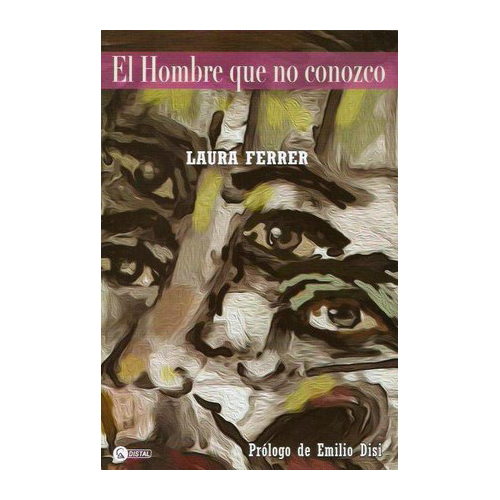 El Hombre que no conozco
LAURA FERRER
Prólogo de Emilio Disi
DISTAL